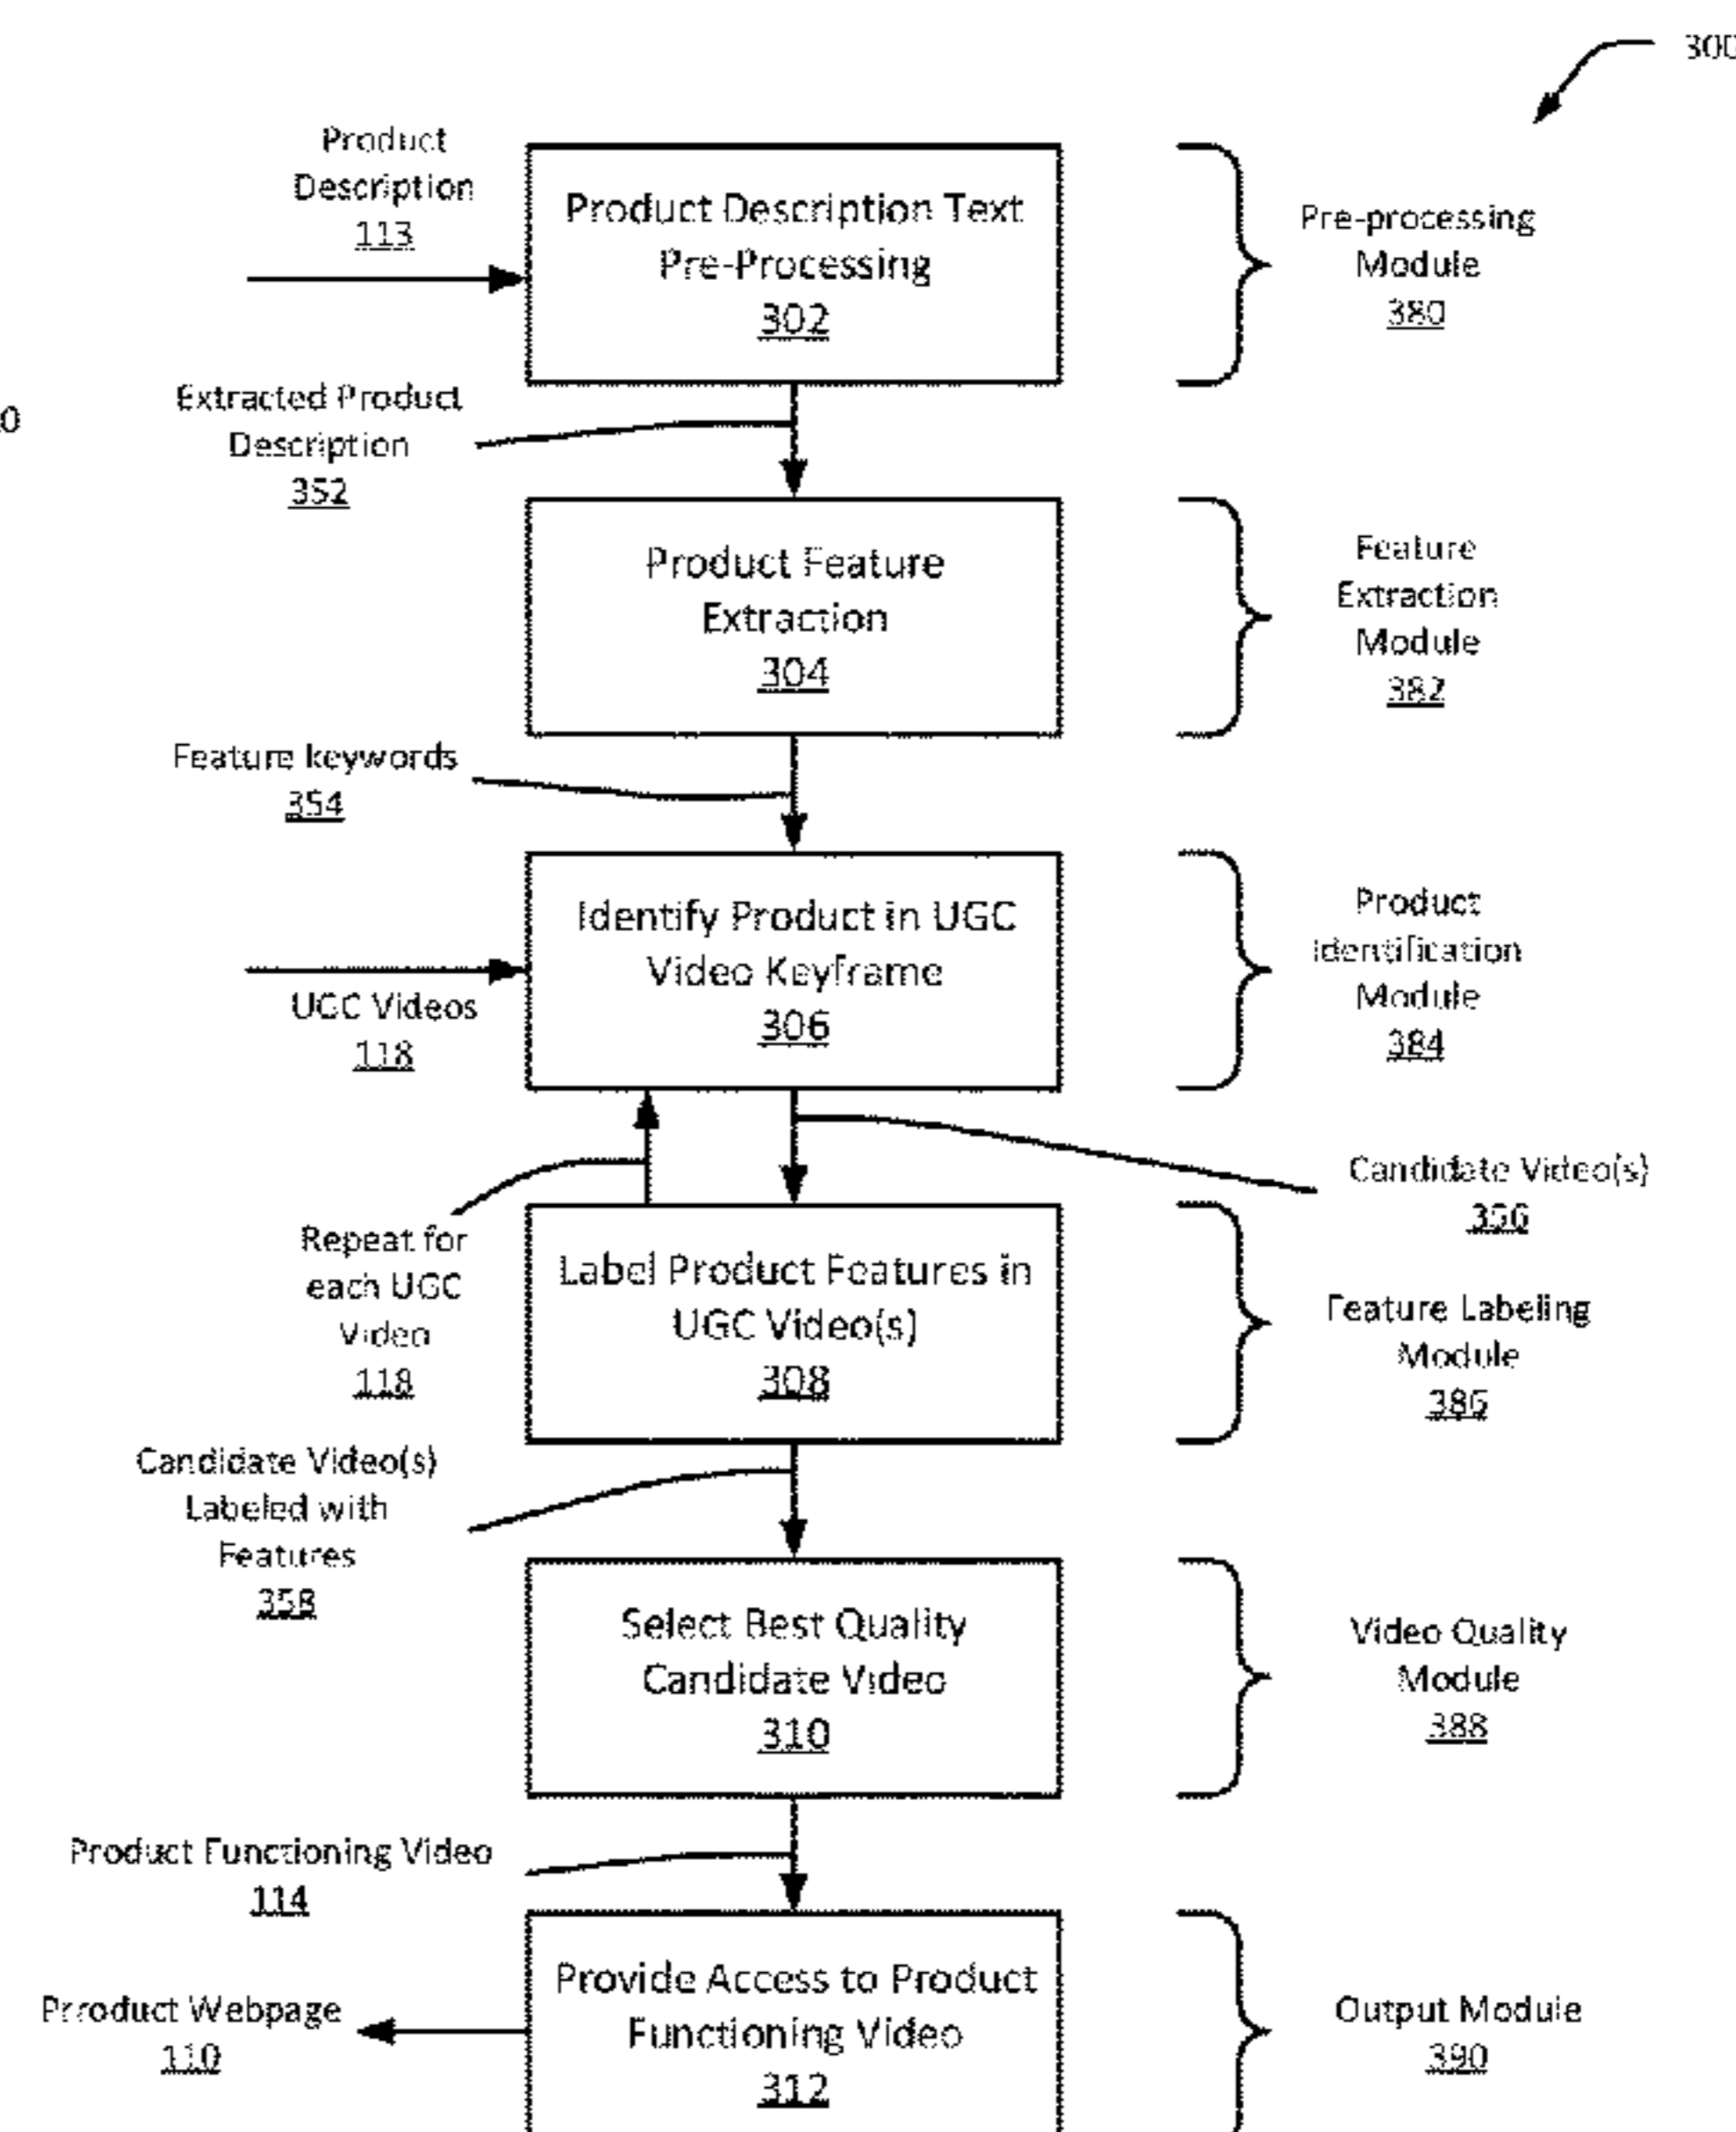 300
Product
Description
113
Product Description Text
Pre-Processing
302
Pre-processing
Module
380
0
Extracted Product
Description
352
Product Feature
Extraction
304
Feature
Extraction
Module
382
Feature keywords
354
Identify Product in UGC
Video Keyframe
306
Product
Identification
Module
384
UGC Videos
118
Candidate Video(s)
356
Repeat for
each UGC
Video
118
Label Product Features in
UGC Video(s)
308
Feature Labeling
Module
386
Candidate Video(s)
Labeled with
Features
358
Select Best Quality
Candidate Video
310
Video Quality
Module
388
Product Functioning Video
114
Provide Access to Product
Functioning Video
312
Prroduct Webpage
110
Output Module
390